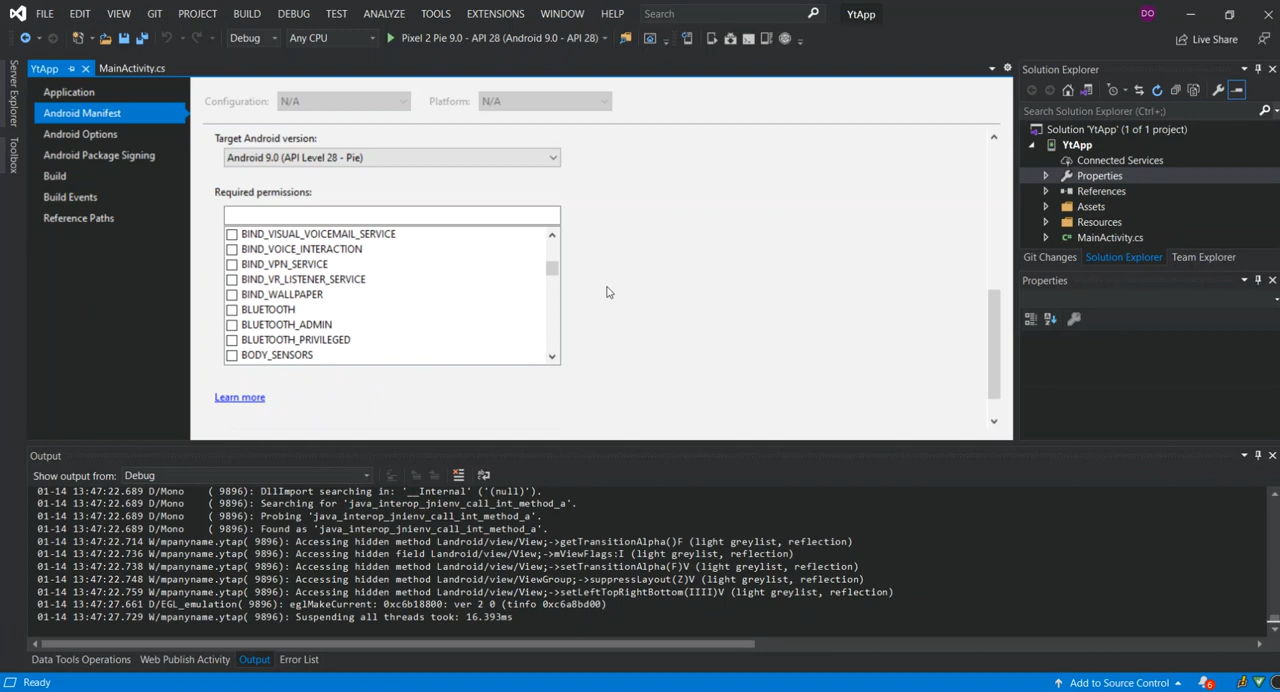 FILE EDIT VIEW GIT PROJECT BUILD DEBUG TEST ANALYZE TOOLS EXTENSIONS WINDOW HELP Search YtApp DO
Debug Any CPU Pixel 2 Pie 9.0 - API 28 (Android 9.0 - API 28) Live Share
Server Explorer
Toolbox
YtApp MainActivity.cs
Application
Android Manifest
Android Options
Android Package Signing
Build
Build Events
Reference Paths
Configuration: N/A Platform: N/A
Target Android version:
Android 9.0 (API Level 28 - Pie)
Required permissions:
BIND_VISUAL_VOICEMAIL_SERVICE
BIND_VOICE_INTERACTION
BIND_VPN_SERVICE
BIND_VR_LISTENER_SERVICE
BIND_WALLPAPER
BLUETOOTH
BLUETOOTH_ADMIN
BLUETOOTH_PRIVILEGED
BODY_SENSORS
Learn more
Solution Explorer
Search Solution Explorer (Ctrl+;)
Solution 'YtApp' (1 of 1 project)
YtApp
Connected Services
Properties
References
Assets
Resources
MainActivity.cs
Git Changes Solution Explorer Team Explorer
Properties
Output
Show output from: Debug
01-14 13:47:22.689 D/Mono ( 9896): DllImport searching in: '__Internal' ('(null)').
01-14 13:47:22.689 D/Mono ( 9896): Searching for 'java_interop_jnienv_call_int_method_a'.
01-14 13:47:22.689 D/Mono ( 9896): Probing 'java_interop_jnienv_call_int_method_a'.
01-14 13:47:22.689 D/Mono ( 9896): Found as 'java_interop_jnienv_call_int_method_a'.
01-14 13:47:22.714 W/mpanyname.ytap( 9896): Accessing hidden method Landroid/view/View;->getTransitionAlpha()F (light greylist, reflection)
01-14 13:47:22.736 W/mpanyname.ytap( 9896): Accessing hidden field Landroid/view/View;->mViewFlags:I (light greylist, reflection)
01-14 13:47:22.738 W/mpanyname.ytap( 9896): Accessing hidden method Landroid/view/View;->setTransitionAlpha(F)V (light greylist, reflection)
01-14 13:47:22.748 W/mpanyname.ytap( 9896): Accessing hidden method Landroid/view/ViewGroup;->suppressLayout(Z)V (light greylist, reflection)
01-14 13:47:22.759 W/mpanyname.ytap( 9896): Accessing hidden method Landroid/view/View;->setLeftTopRightBottom(IIII)V (light greylist, reflection)
01-14 13:47:27.661 D/EGL_emulation( 9896): eglMakeCurrent: 0xc6b18800: ver 2 0 (tinfo 0xc6a8bd00)
01-14 13:47:27.729 W/mpanyname.ytap( 9896): Suspending all threads took: 16.393ms
Data Tools Operations Web Publish Activity Output Error List
Ready Add to Source Control 6